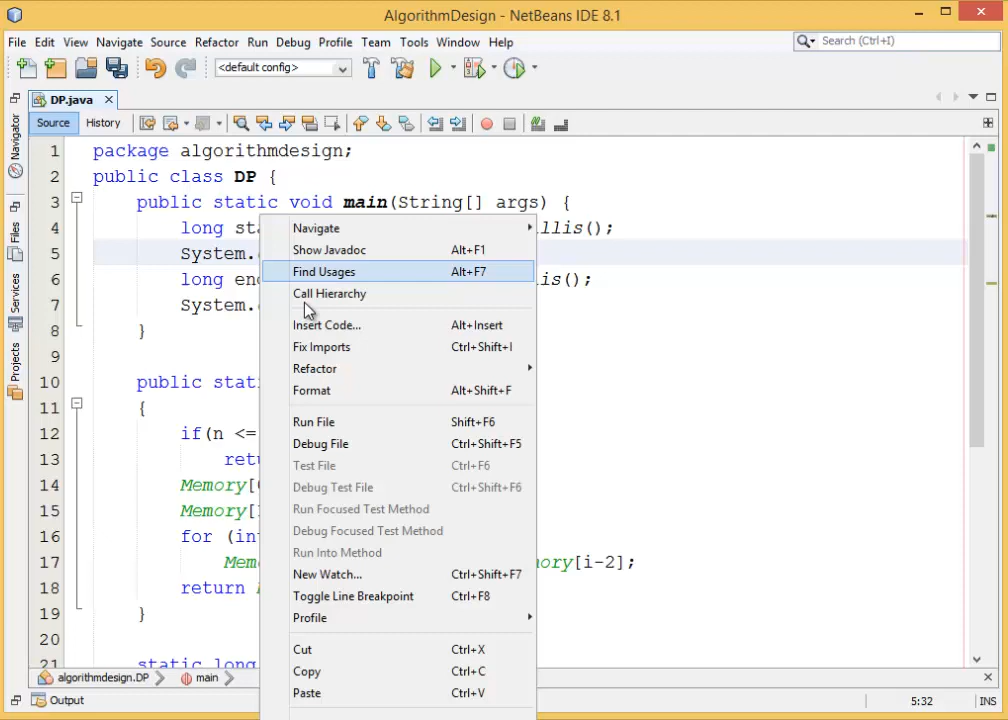 AlgorithmDesign - NetBeans IDE 8.1
File Edit View Navigate Source Refactor Run Debug Profile Team Tools Window Help
Search (Ctrl+I)
<default config>
DP.java
Source History
Navigator
Files
Services
Projects
1 package algorithmdesign;
2 public class DP {
3 public static void main(String[] args) {
4 long sta llis();
5 System.
6 long en is();
7 System.
8 }
9
10 public stat
11 {
12 if(n <=
13 ret
14 Memory[
15 Memory[
16 for (in
17 Mem ory[i-2];
18 return
19 }
20
21 static long
Navigate
Show Javadoc Alt+F1
Find Usages Alt+F7
Call Hierarchy
Insert Code... Alt+Insert
Fix Imports Ctrl+Shift+I
Refactor
Format Alt+Shift+F
Run File Shift+F6
Debug File Ctrl+Shift+F5
Test File Ctrl+F6
Debug Test File Ctrl+Shift+F6
Run Focused Test Method
Debug Focused Test Method
Run Into Method
New Watch... Ctrl+Shift+F7
Toggle Line Breakpoint Ctrl+F8
Profile
Cut Ctrl+X
Copy Ctrl+C
Paste Ctrl+V
algorithmdesign.DP main
Output
5:32 INS